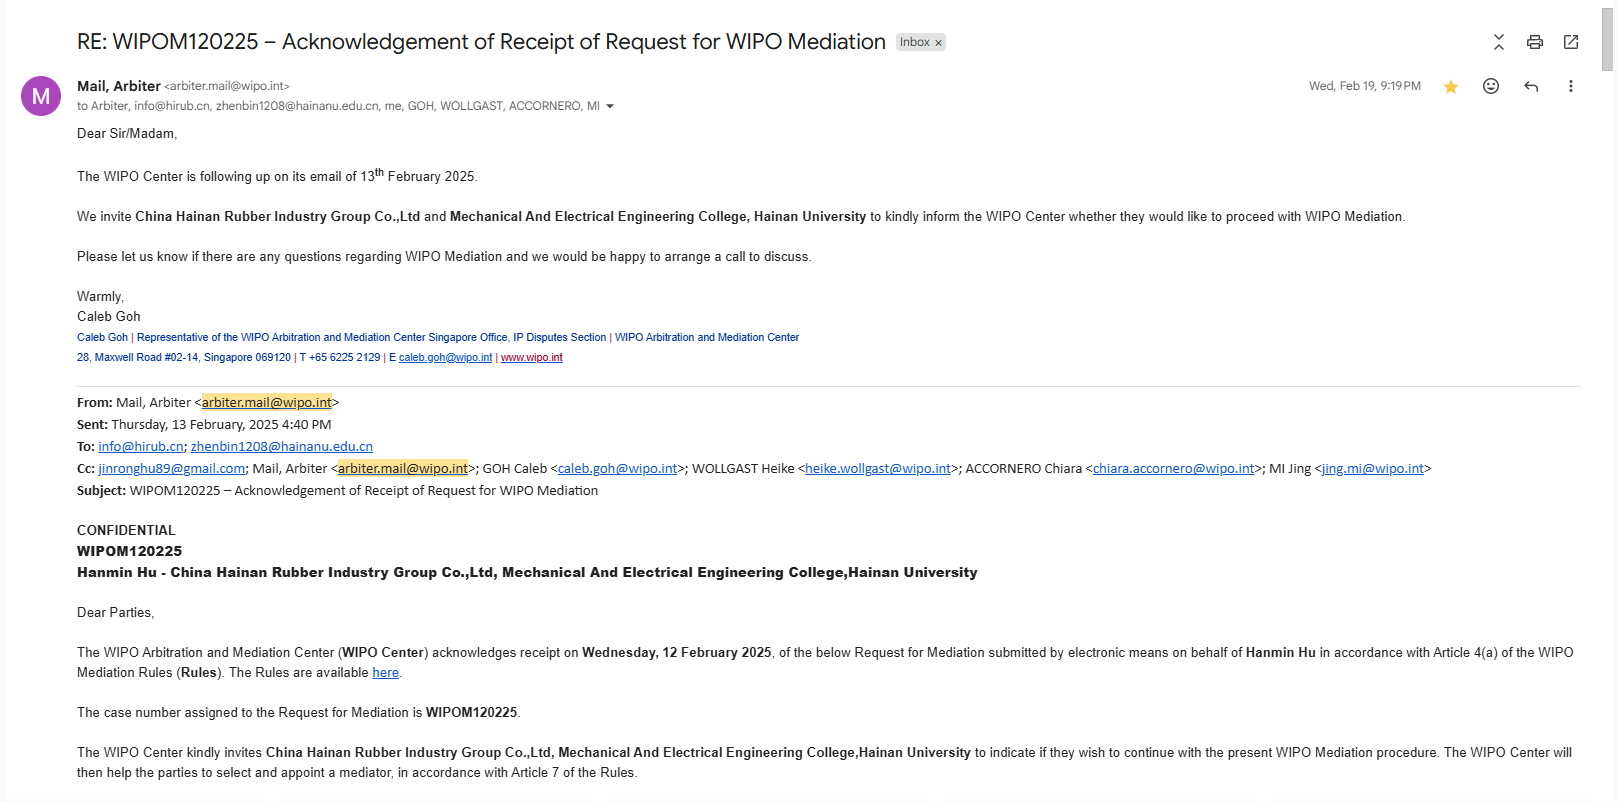 RE: WIPOM120225 – Acknowledgement of Receipt of Request for WIPO Mediation Inbox ×
M
Mail, Arbiter <arbiter.mail@wipo.int>
Wed, Feb 19, 9:19 PM
to Arbiter, info@hirub.cn, zhenbin1208@hainanu.edu.cn, me, GOH, WOLLGAST, ACCORNERO, MI
Dear Sir/Madam,
The WIPO Center is following up on its email of 13th February 2025.
We invite China Hainan Rubber Industry Group Co.,Ltd and Mechanical And Electrical Engineering College, Hainan University to kindly inform the WIPO Center whether they would like to proceed with WIPO Mediation.
Please let us know if there are any questions regarding WIPO Mediation and we would be happy to arrange a call to discuss.
Warmly,
Caleb Goh
Caleb Goh | Representative of the WIPO Arbitration and Mediation Center Singapore Office, IP Disputes Section | WIPO Arbitration and Mediation Center
28, Maxwell Road #02-14, Singapore 069120 | T +65 6225 2129 | E caleb.goh@wipo.int | www.wipo.int
From: Mail, Arbiter <arbiter.mail@wipo.int>
Sent: Thursday, 13 February, 2025 4:40 PM
To: info@hirub.cn; zhenbin1208@hainanu.edu.cn
Cc: jinronghu89@gmail.com; Mail, Arbiter <arbiter.mail@wipo.int>; GOH Caleb <caleb.goh@wipo.int>; WOLLGAST Heike <heike.wollgast@wipo.int>; ACCORNERO Chiara <chiara.accornero@wipo.int>; MI Jing <jing.mi@wipo.int>
Subject: WIPOM120225 – Acknowledgement of Receipt of Request for WIPO Mediation
CONFIDENTIAL
WIPOM120225
Hanmin Hu - China Hainan Rubber Industry Group Co.,Ltd, Mechanical And Electrical Engineering College,Hainan University
Dear Parties,
The WIPO Arbitration and Mediation Center (WIPO Center) acknowledges receipt on Wednesday, 12 February 2025, of the below Request for Mediation submitted by electronic means on behalf of Hanmin Hu in accordance with Article 4(a) of the WIPO
Mediation Rules (Rules). The Rules are available here.
The case number assigned to the Request for Mediation is WIPOM120225.
The WIPO Center kindly invites China Hainan Rubber Industry Group Co.,Ltd, Mechanical And Electrical Engineering College,Hainan University to indicate if they wish to continue with the present WIPO Mediation procedure. The WIPO Center will
then help the parties to select and appoint a mediator, in accordance with Article 7 of the Rules.